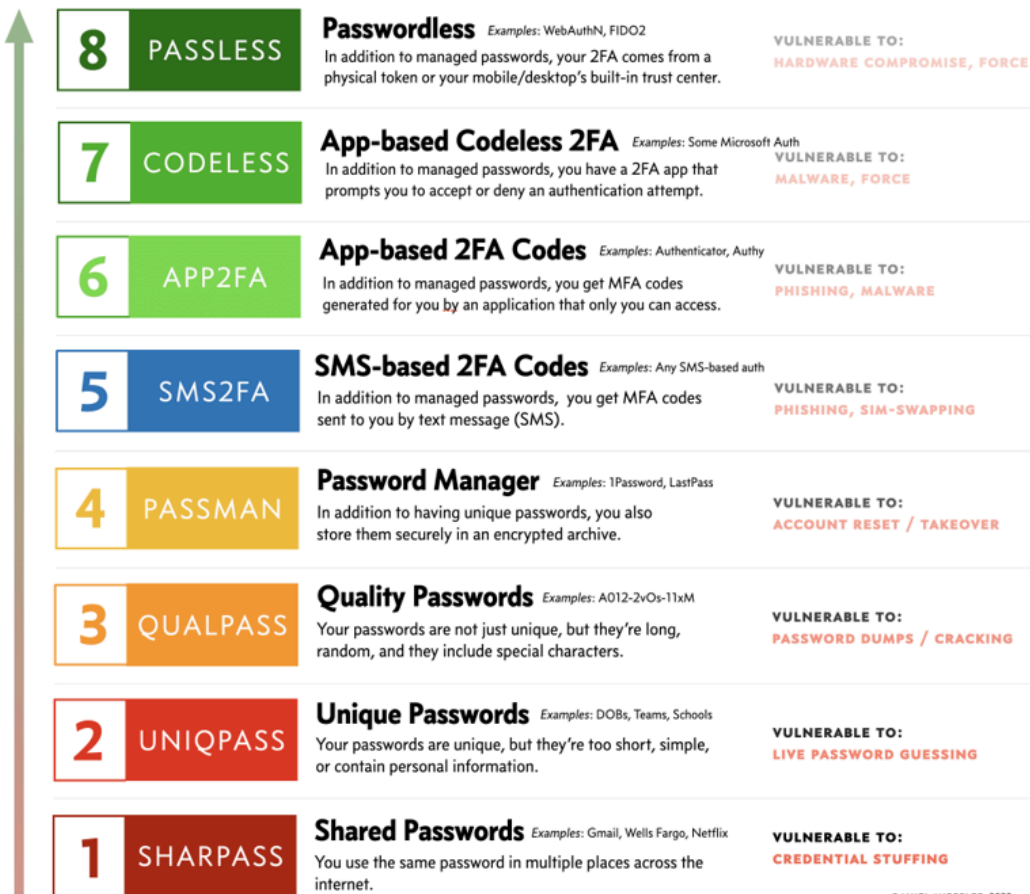 8 PASSLESS
Passwordless Examples: WebAuthN, FIDO2
In addition to managed passwords, your 2FA comes from a
physical token or your mobile/desktop's built-in trust center.
VULNERABLE TO:
HARDWARE COMPROMISE, FORCE
7 CODELESS
App-based Codeless 2FA Examples: Some Microsoft Auth
In addition to managed passwords, you have a 2FA app that
prompts you to accept or deny an authentication attempt.
VULNERABLE TO:
MALWARE, FORCE
6 APP2FA
App-based 2FA Codes Examples: Authenticator, Authy
In addition to managed passwords, you get MFA codes
generated for you by an application that only you can access.
VULNERABLE TO:
PHISHING, MALWARE
5 SMS2FA
SMS-based 2FA Codes Examples: Any SMS-based auth
In addition to managed passwords, you get MFA codes
sent to you by text message (SMS).
VULNERABLE TO:
PHISHING, SIM-SWAPPING
4 PASSMAN
Password Manager Examples: 1Password, LastPass
In addition to having unique passwords, you also
store them securely in an encrypted archive.
VULNERABLE TO:
ACCOUNT RESET / TAKEOVER
3 QUALPASS
Quality Passwords Examples: A012-2vOs-11xM
Your passwords are not just unique, but they're long,
random, and they include special characters.
VULNERABLE TO:
PASSWORD DUMPS / CRACKING
2 UNIQPASS
Unique Passwords Examples: DOBs, Teams, Schools
Your passwords are unique, but they're too short, simple,
or contain personal information.
VULNERABLE TO:
LIVE PASSWORD GUESSING
1 SHARPASS
Shared Passwords Examples: Gmail, Wells Fargo, Netflix
You use the same password in multiple places across the
internet.
VULNERABLE TO:
CREDENTIAL STUFFING